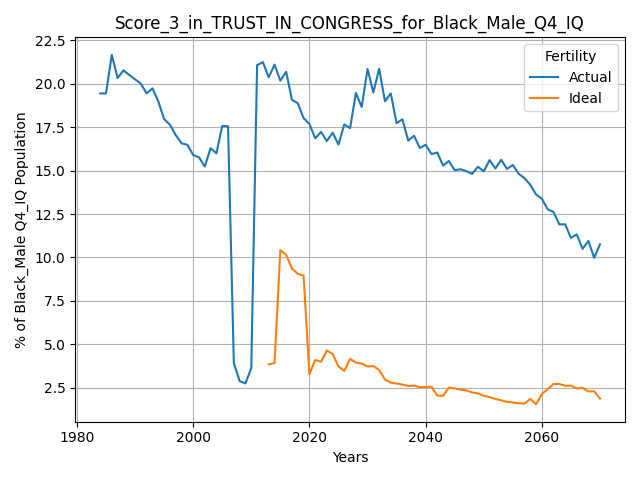 Score_3_in_TRUST_IN_CONGRESS_for_Black_Male_Q4_IQ
Fertility
Actual
Ideal
% of Black_Male Q4_IQ Population
22.5
20.0
17.5
15.0
12.5
10.0
7.5
5.0
2.5
1980
2000
2020
2040
2060
Years